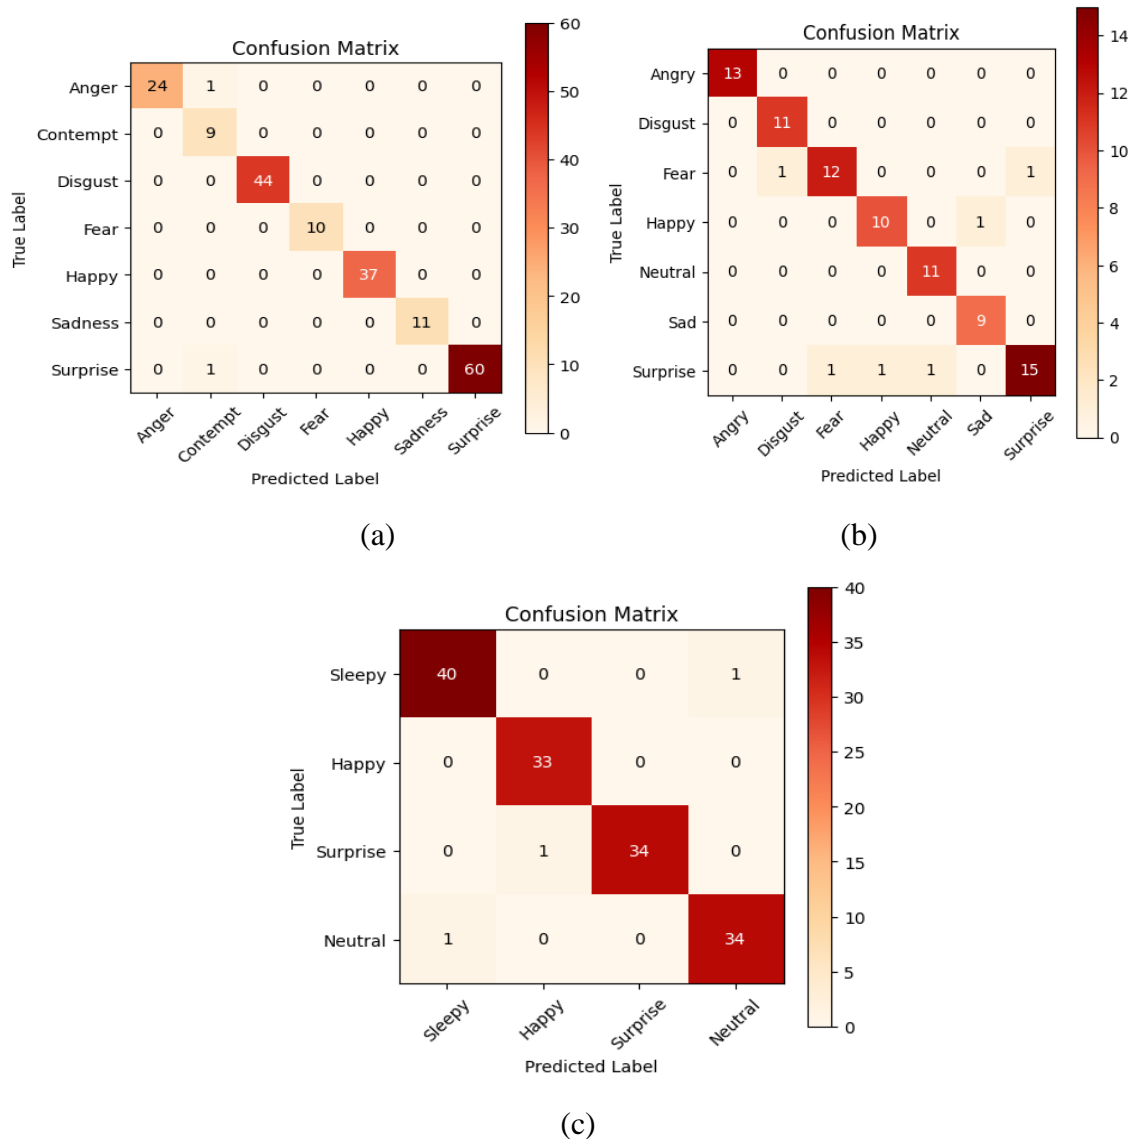 Confusion Matrix
60
50
40
30
20
10
0
True Label
Anger 24 1 0 0 0 0 0
Contempt 0 9 0 0 0 0 0
Disgust 0 0 44 0 0 0 0
Fear 0 0 0 10 0 0 0
Happy 0 0 0 0 37 0 0
Sadness 0 0 0 0 0 11 0
Surprise 0 1 0 0 0 0 60
Anger Contempt Disgust Fear Happy Sadness Surprise
Predicted Label
(a)
Confusion Matrix
14
12
10
8
6
4
2
0
True Label
Angry 13 0 0 0 0 0 0
Disgust 0 11 0 0 0 0 0
Fear 0 1 12 0 0 0 1
Happy 0 0 0 10 0 1 0
Neutral 0 0 0 0 11 0 0
Sad 0 0 0 0 0 9 0
Surprise 0 0 1 1 1 0 15
Angry Disgust Fear Happy Neutral Sad Surprise
Predicted Label
(b)
Confusion Matrix
40
35
30
25
20
15
10
5
0
True Label
Sleepy 40 0 0 1
Happy 0 33 0 0
Surprise 0 1 34 0
Neutral 1 0 0 34
Sleepy Happy Surprise Neutral
Predicted Label
(c)